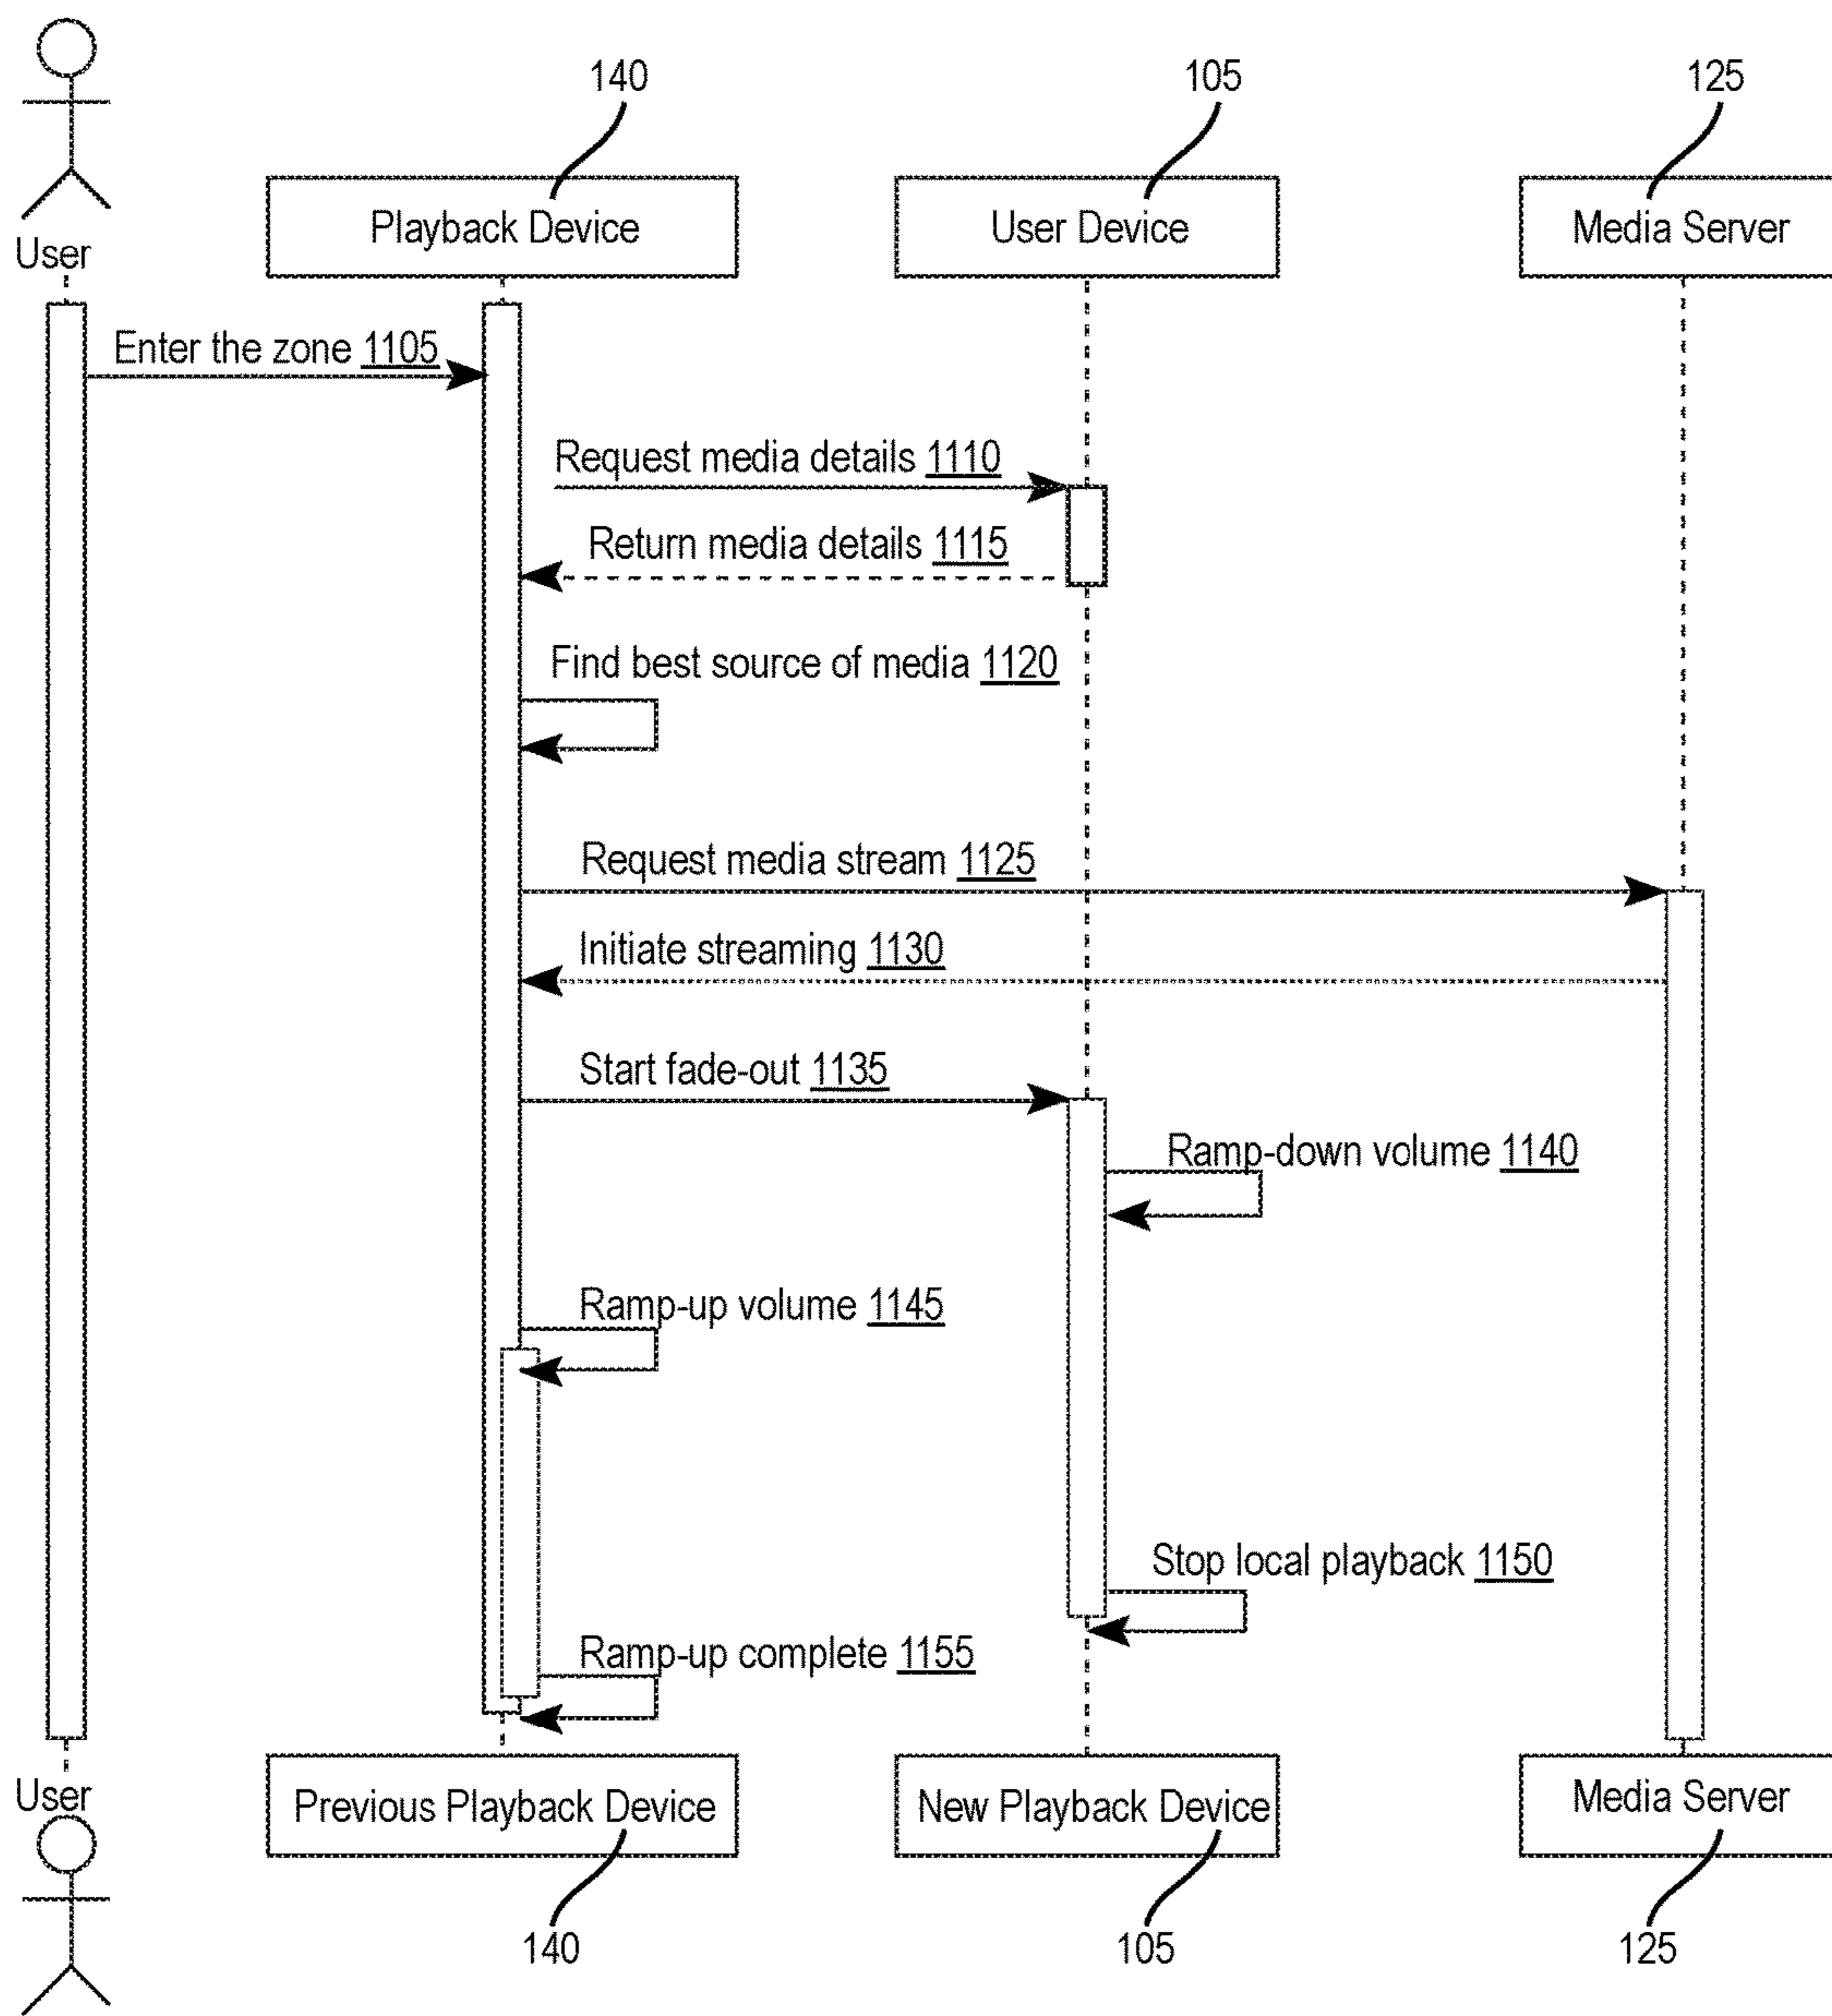 140
105
125
Playback Device
User Device
Media Server
User
Enter the zone 1105
Request media details 1110
Return media details 1115
Find best source of media 1120
Request media stream 1125
Initiate streaming 1130
Start fade-out 1135
Ramp-down volume 1140
Ramp-up volume 1145
Stop local playback 1150
Ramp-up complete 1155
User
Previous Playback Device
New Playback Device
Media Server
140
105
125